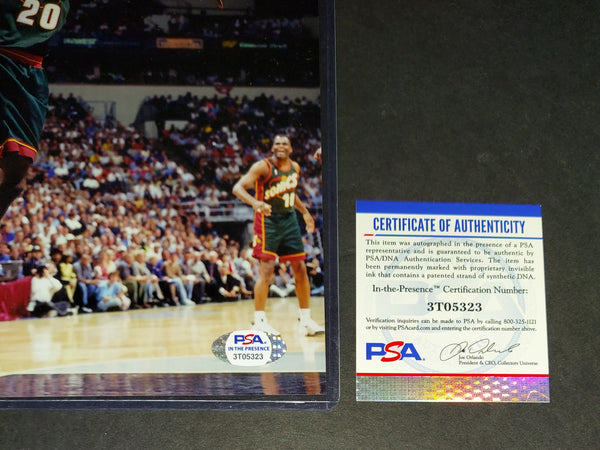 20
SONICS
10
PSA
IN THE PRESENCE
3T05323
CERTIFICATE OF AUTHENTICITY
This item was autographed in the presence of a PSA
representative and is guaranteed to be authentic by
PSA/DNA Authentication Services. The item has
been permanently marked with proprietary invisible
ink that contains a patented strand of synthetic DNA.
In-the-Presence™ Certification Number:
3T05323
Verification inquiries can be made to PSA by calling 800-325-1121
or by visiting PSAcard.com and entering the certification number above.
PSA.
Joe Orlando
President & CEO, Collectors Universe